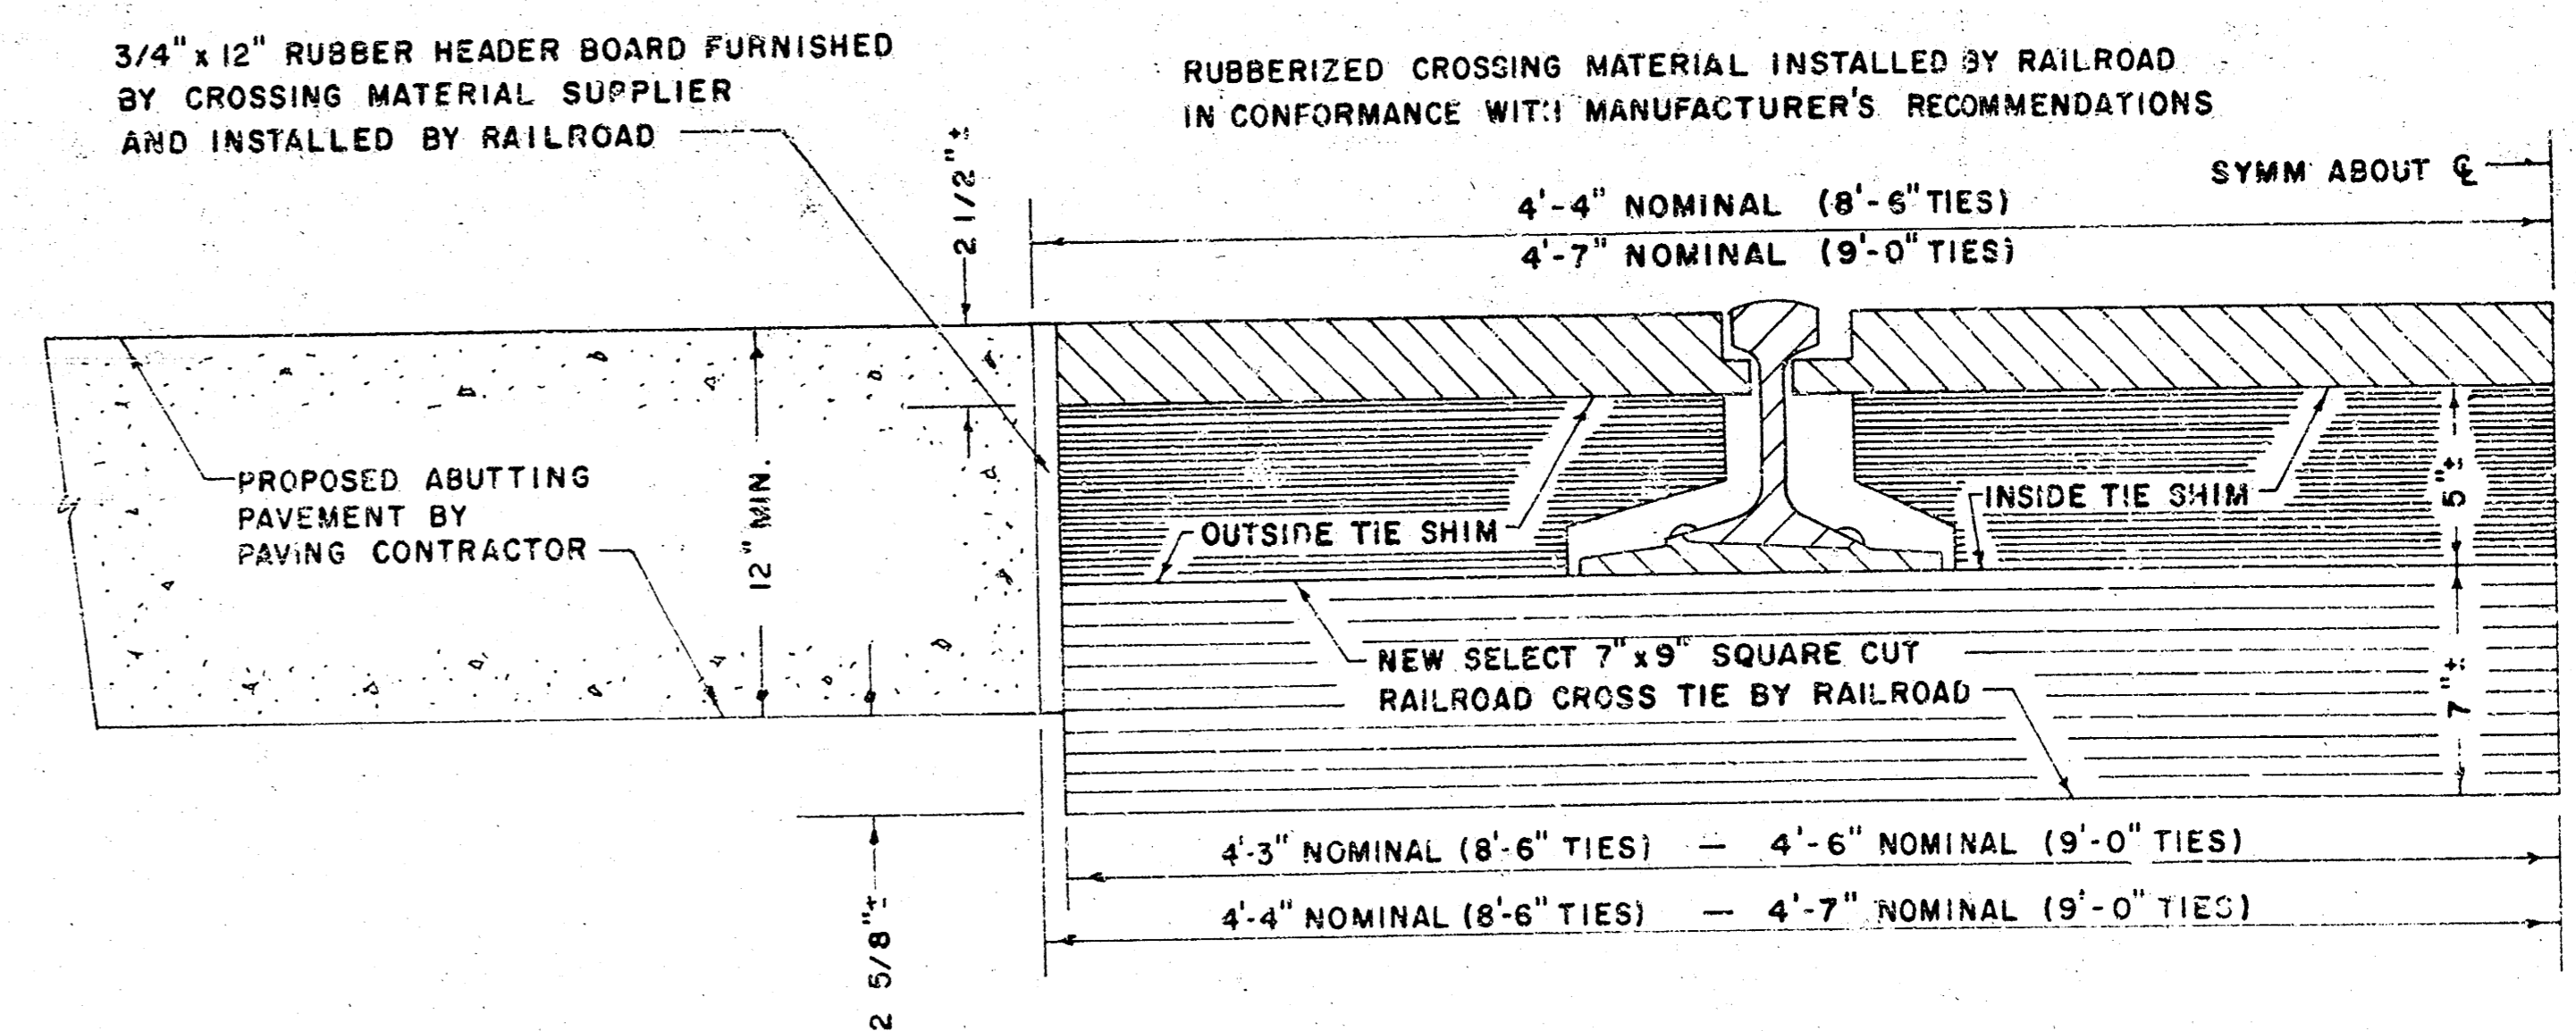 3/4" x 12" RUBBER HEADER BOARD FURNISHED
BY CROSSING MATERIAL SUPPLIER
AND INSTALLED BY RAILROAD
RUBBERIZED CROSSING MATERIAL INSTALLED BY RAILROAD
IN CONFORMANCE WITH MANUFACTURER'S RECOMMENDATIONS
SYMM ABOUT ℄
2 1/2"±
4'-4" NOMINAL (8'-6" TIES)
4'-7" NOMINAL (9'-0" TIES)
PROPOSED ABUTTING
PAVEMENT BY
PAVING CONTRACTOR
12" MIN.
OUTSIDE TIE SHIM
INSIDE TIE SHIM
5"±
NEW SELECT 7" x 9" SQUARE CUT
RAILROAD CROSS TIE BY RAILROAD
7"±
4'-3" NOMINAL (8'-6" TIES) — 4'-6" NOMINAL (9'-0" TIES)
4'-4" NOMINAL (8'-6" TIES) — 4'-7" NOMINAL (9'-0" TIES)
2 5/8"±